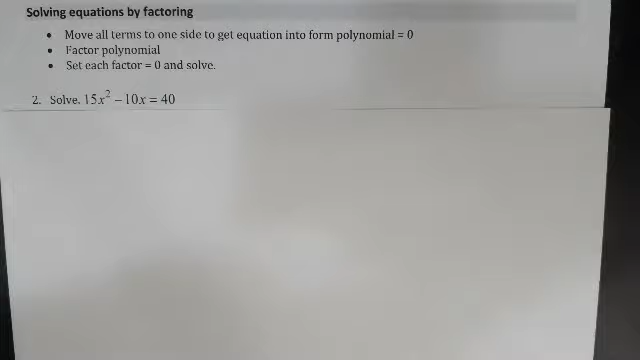 Solving equations by factoring
• Move all terms to one side to get equation into form polynomial = 0
• Factor polynomial
• Set each factor = 0 and solve.
2. Solve. 15x² – 10x = 40